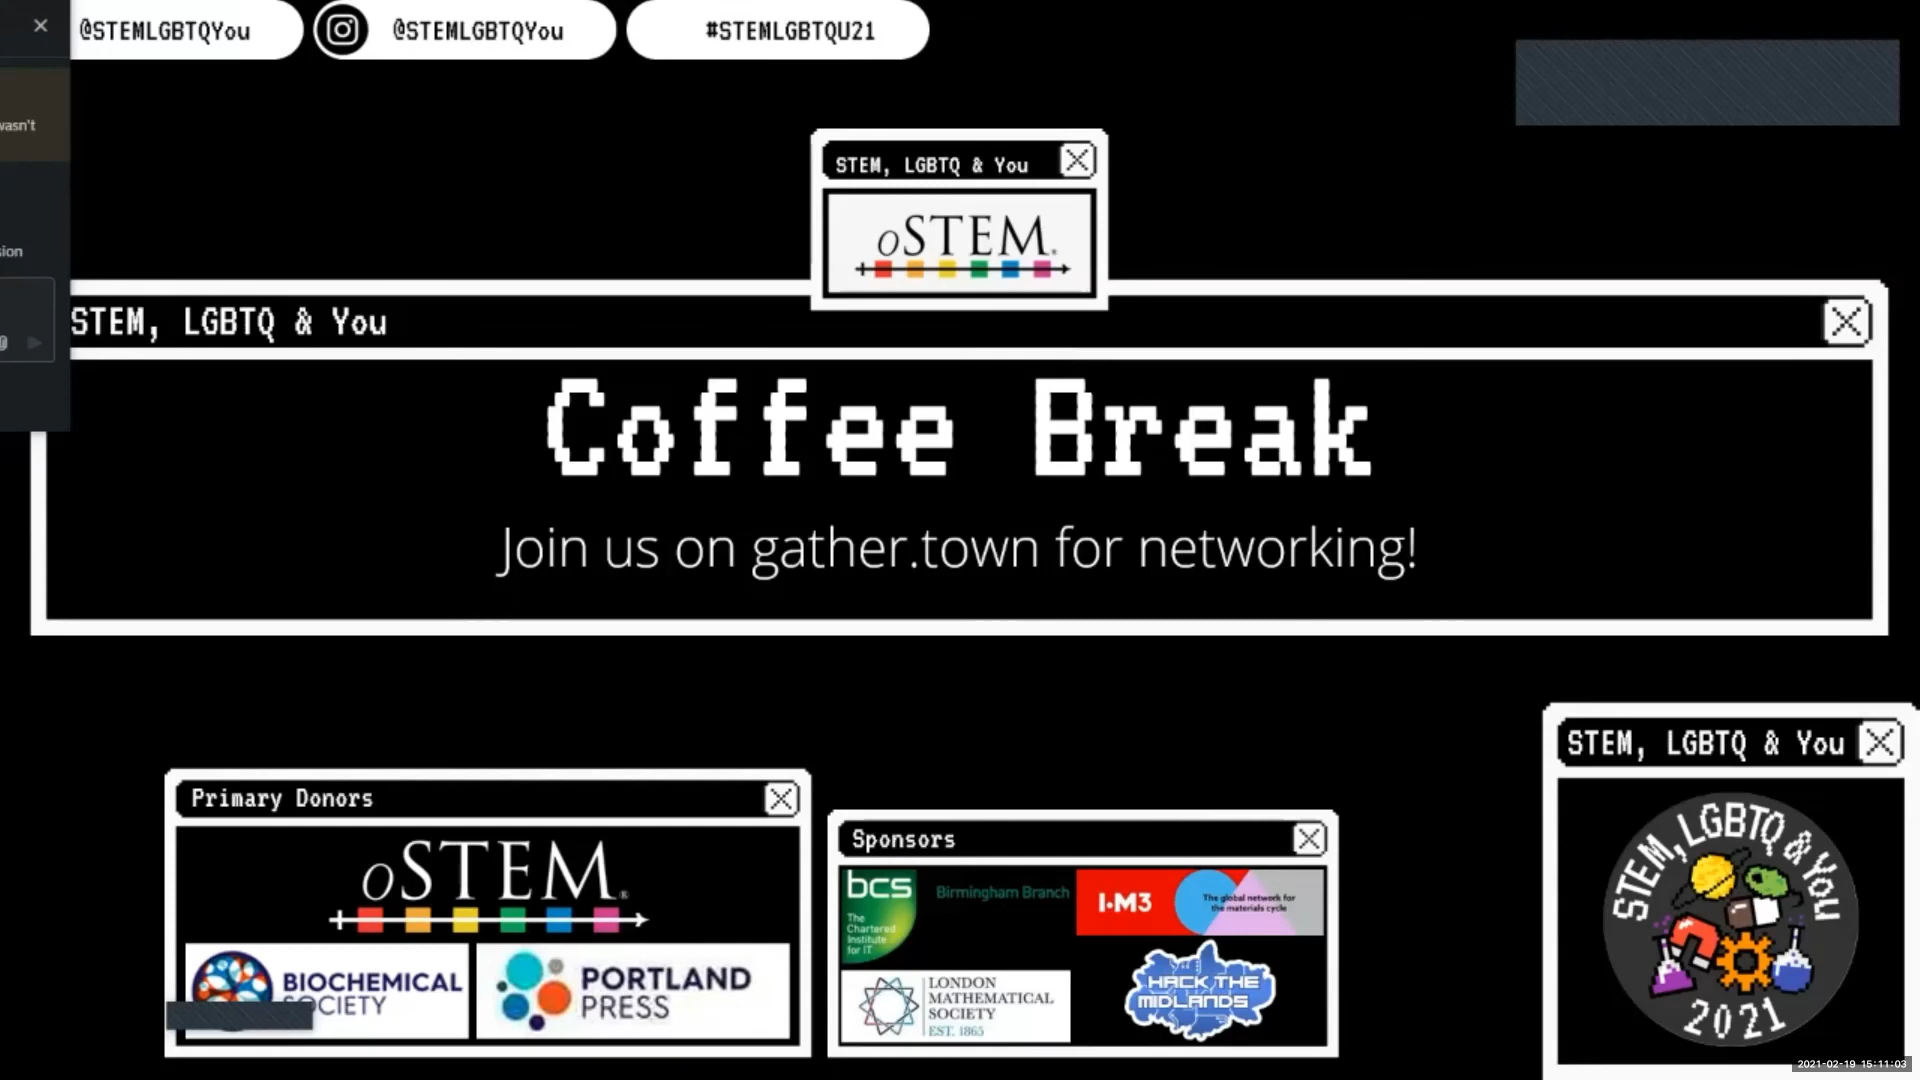 @STEMLGBTQYou
@STEMLGBTQYou
#STEMLGBTQU21
wasn't
STEM, LGBTQ & You
oSTEM®
STEM, LGBTQ & You
Coffee Break
Join us on gather.town for networking!
Primary Donors
oSTEM®
BIOCHEMICAL
SOCIETY
PORTLAND
PRESS
Sponsors
bcs
The
Chartered
Institute
for IT
Birmingham Branch
I·M3
The global network for
the materials cycle
LONDON
MATHEMATICAL
SOCIETY
EST. 1865
HACK THE
MIDLANDS
STEM, LGBTQ & You
STEM, LGBTQ & You
2021
2021-02-19 15:11:03